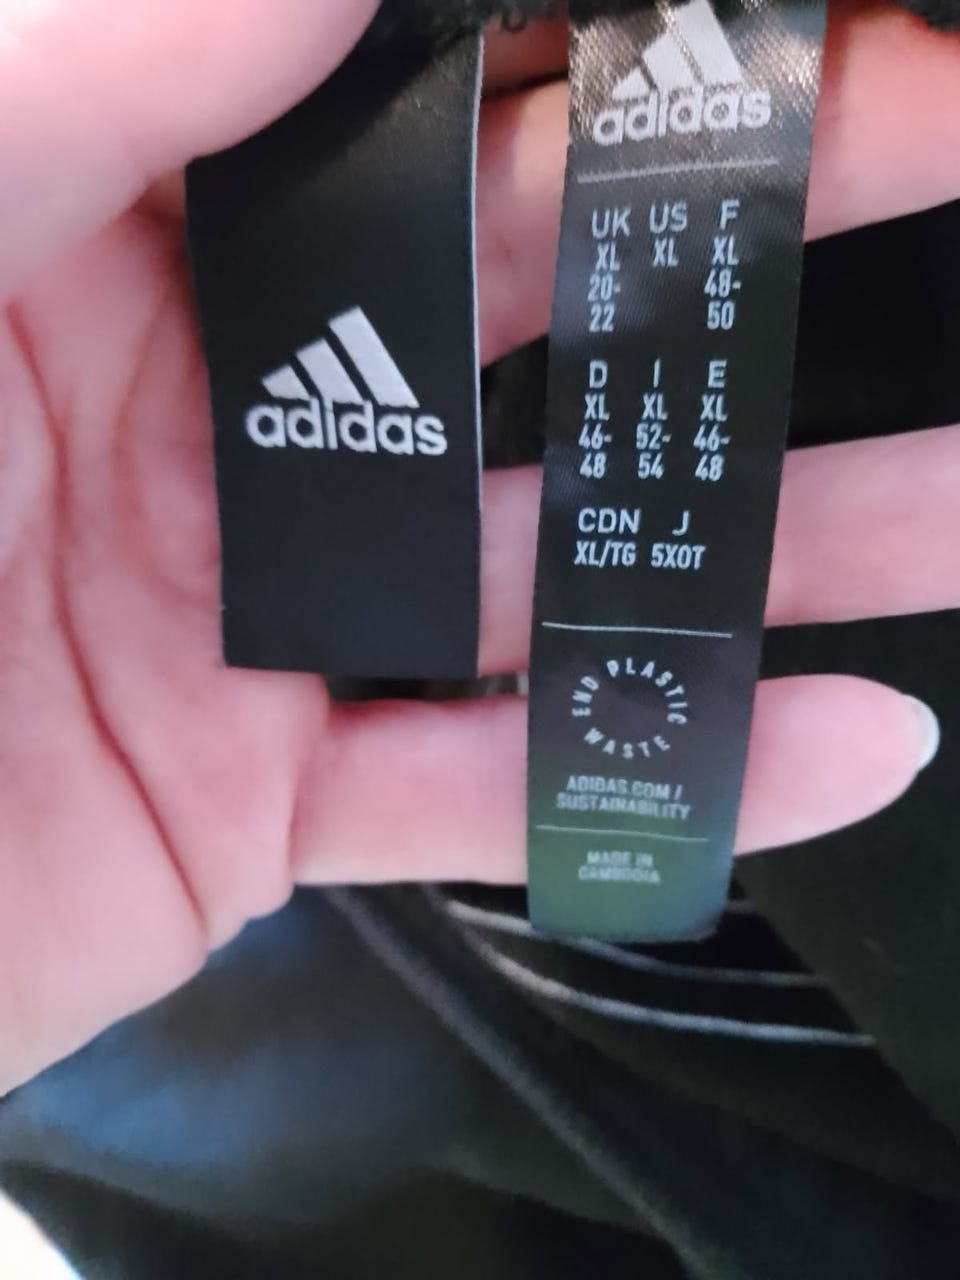 adidas
adidas
UK US F
XL XL XL
20- 48-
22 50
D I E
XL XL XL
46- 52- 46-
48 54 48
CDN J
XL/TG 5XOT
END PLASTIC WASTE
ADIDAS.COM/
SUSTAINABILITY
MADE IN
CAMBODIA